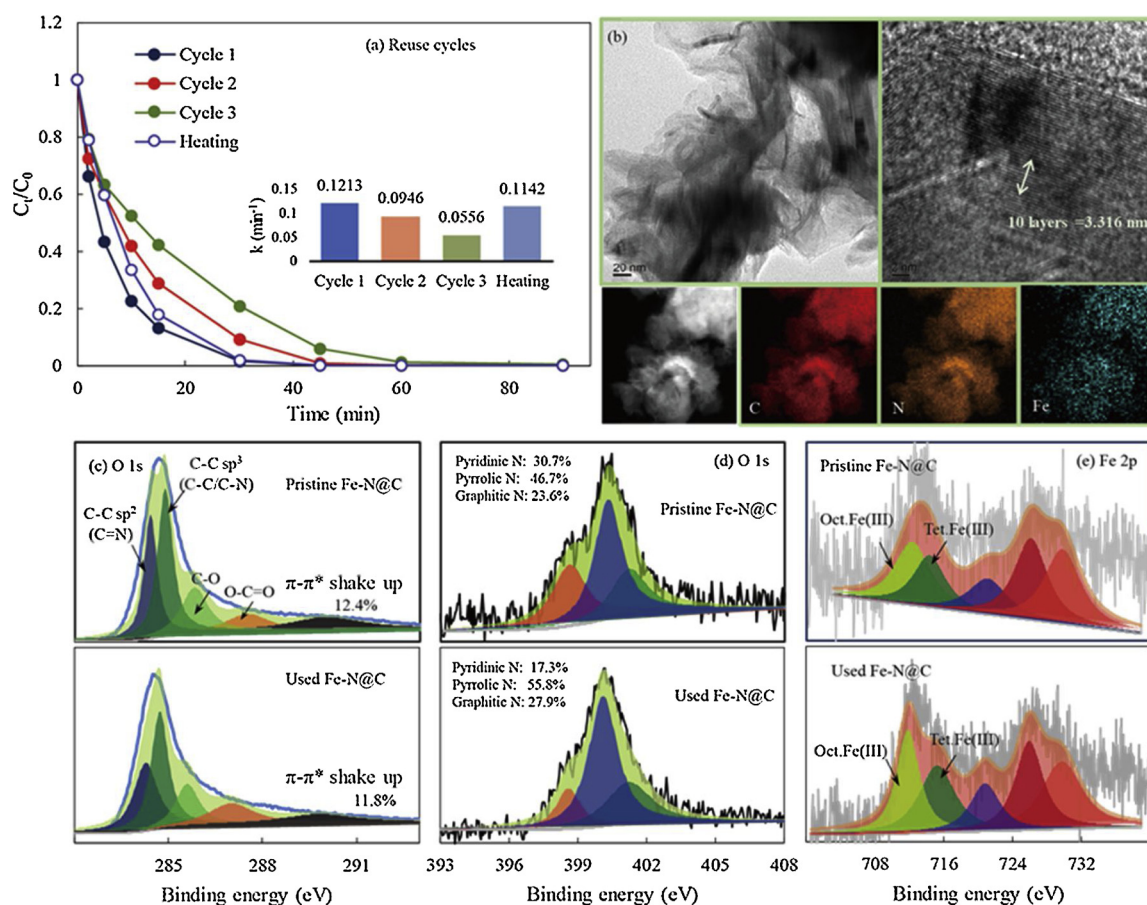 1.2
1
0.8
0.6
0.4
0.2
0
Cₜ/C₀
0
20
40
60
80
Time (min)
Cycle 1
Cycle 2
Cycle 3
Heating
(a) Reuse cycles
k (min⁻¹)
0.15
0.1
0.05
0
0.1213
0.0946
0.0556
0.1142
Cycle 1
Cycle 2
Cycle 3
Heating
(b)
20 nm
10 layers =3.316 nm
C
N
Fe
(c) O 1s
C-C sp³
(C-C/C-N)
Pristine Fe-N@C
C-C sp²
(C=N)
C-O
O-C=O
π-π* shake up
12.4%
Used Fe-N@C
π-π* shake up
11.8%
285
288
291
Binding energy (eV)
Pyridinic N: 30.7%
Pyrrolic N: 46.7%
Graphitic N: 23.6%
(d) O 1s
Pristine Fe-N@C
Pyridinic N: 17.3%
Pyrrolic N: 55.8%
Graphitic N: 27.9%
Used Fe-N@C
393
396
399
402
405
408
Binding energy (eV)
(e) Fe 2p
Pristine Fe-N@C
Oct.Fe(III)
Tet.Fe(III)
Used Fe-N@C
Oct.Fe(III)
Tet.Fe(III)
708
716
724
732
Binding energy (eV)